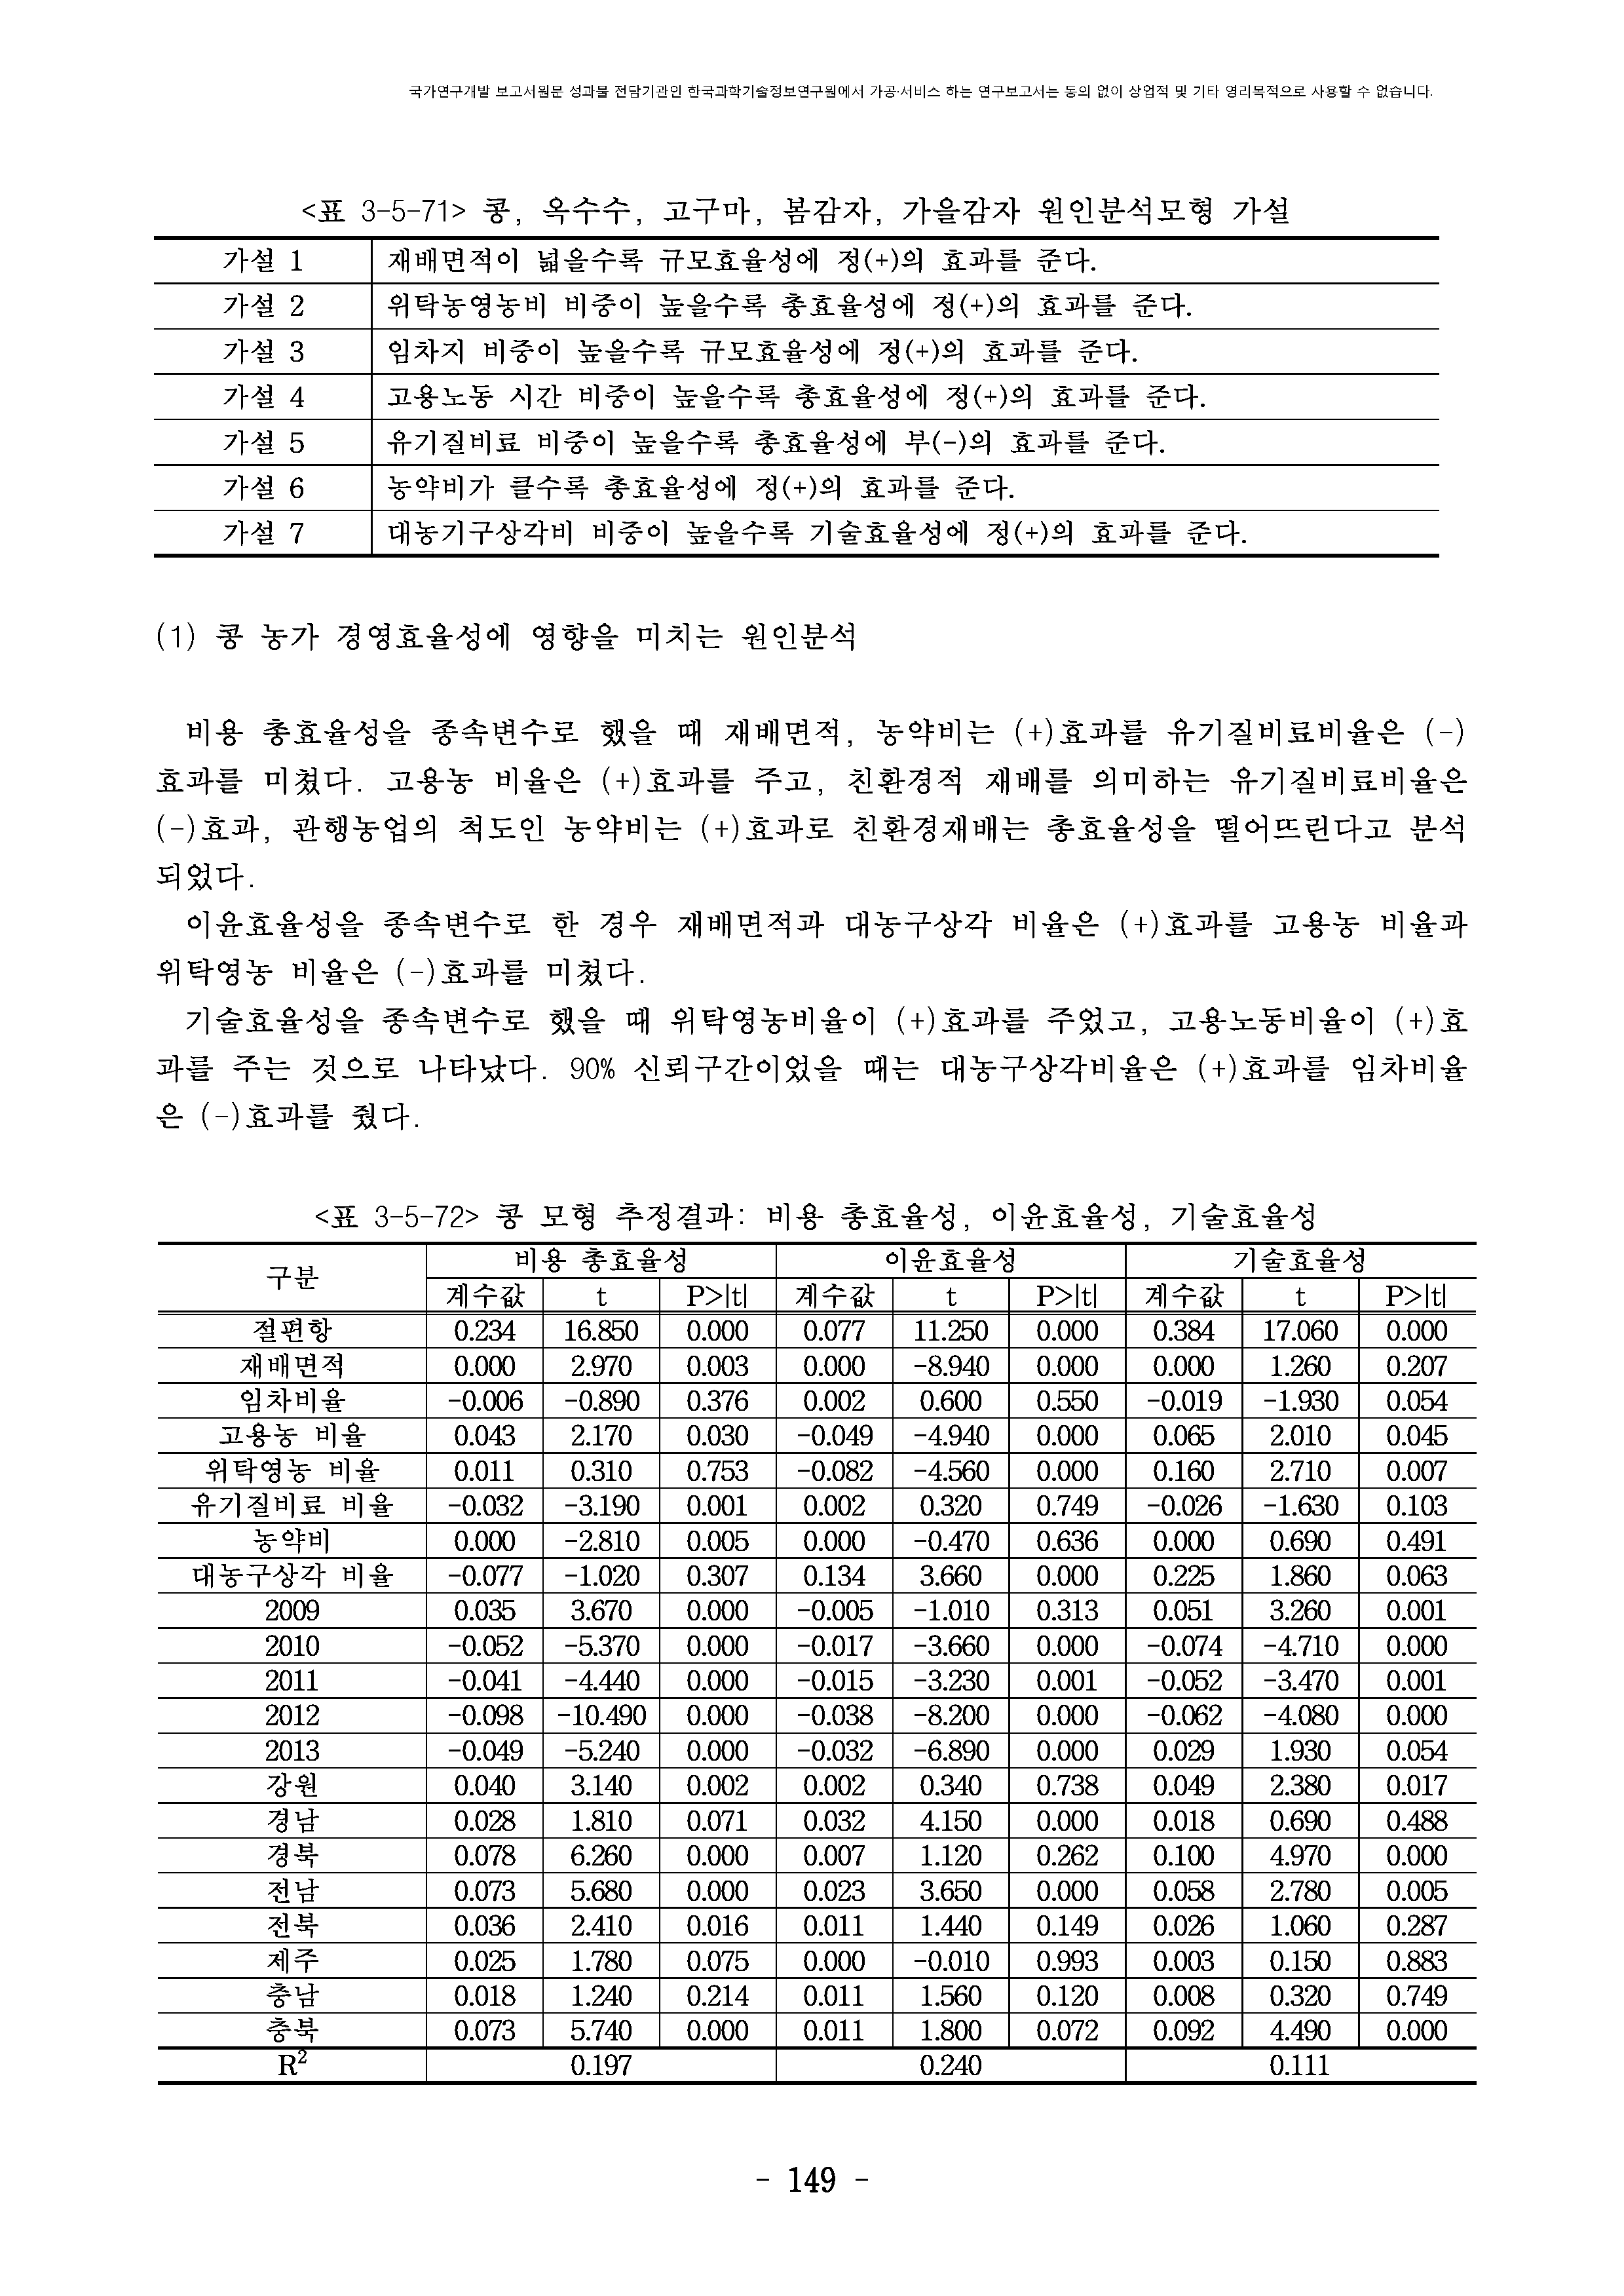 국가연구개발 보고서원문 성과물 전담기관인 한국과학기술정보연구원에서 가공·서비스 하는 연구보고서는 동의 없이 상업적 및 기타 영리목적으로 사용할 수 없습니다.
<표 3-5-71> 콩, 옥수수, 고구마, 봄감자, 가을감자 원인분석모형 가설
가설 1 재배면적이 넓을수록 규모효율성에 정(+)의 효과를 준다.
가설 2 위탁농영농비 비중이 높을수록 총효율성에 정(+)의 효과를 준다.
가설 3 임차지 비중이 높을수록 규모효율성에 정(+)의 효과를 준다.
가설 4 고용노동 시간 비중이 높을수록 총효율성에 정(+)의 효과를 준다.
가설 5 유기질비료 비중이 높을수록 총효율성에 부(-)의 효과를 준다.
가설 6 농약비가 클수록 총효율성에 정(+)의 효과를 준다.
가설 7 대농기구상각비 비중이 높을수록 기술효율성에 정(+)의 효과를 준다.
(1) 콩 농가 경영효율성에 영향을 미치는 원인분석
비용 총효율성을 종속변수로 했을 때 재배면적, 농약비는 (+)효과를 유기질비료비율은 (-)
효과를 미쳤다. 고용농 비율은 (+)효과를 주고, 친환경적 재배를 의미하는 유기질비료비율은
(-)효과, 관행농업의 척도인 농약비는 (+)효과로 친환경재배는 총효율성을 떨어뜨린다고 분석
되었다.
이윤효율성을 종속변수로 한 경우 재배면적과 대농구상각 비율은 (+)효과를 고용농 비율과
위탁영농 비율은 (-)효과를 미쳤다.
기술효율성을 종속변수로 했을 때 위탁영농비율이 (+)효과를 주었고, 고용노동비율이 (+)효
과를 주는 것으로 나타났다. 90% 신뢰구간이었을 때는 대농구상각비율은 (+)효과를 임차비율
은 (-)효과를 줬다.
<표 3-5-72> 콩 모형 추정결과: 비용 총효율성, 이윤효율성, 기술효율성
구분 비용 총효율성 이윤효율성 기술효율성
계수값 t P>|t| 계수값 t P>|t| 계수값 t P>|t|
절편항 0.234 16.850 0.000 0.077 11.250 0.000 0.384 17.060 0.000
재배면적 0.000 2.970 0.003 0.000 -8.940 0.000 0.000 1.260 0.207
임차비율 -0.006 -0.890 0.376 0.002 0.600 0.550 -0.019 -1.930 0.054
고용농 비율 0.043 2.170 0.030 -0.049 -4.940 0.000 0.065 2.010 0.045
위탁영농 비율 0.011 0.310 0.753 -0.082 -4.560 0.000 0.160 2.710 0.007
유기질비료 비율 -0.032 -3.190 0.001 0.002 0.320 0.749 -0.026 -1.630 0.103
농약비 0.000 -2.810 0.005 0.000 -0.470 0.636 0.000 0.690 0.491
대농구상각 비율 -0.077 -1.020 0.307 0.134 3.660 0.000 0.225 1.860 0.063
2009 0.035 3.670 0.000 -0.005 -1.010 0.313 0.051 3.260 0.001
2010 -0.052 -5.370 0.000 -0.017 -3.660 0.000 -0.074 -4.710 0.000
2011 -0.041 -4.440 0.000 -0.015 -3.230 0.001 -0.052 -3.470 0.001
2012 -0.098 -10.490 0.000 -0.038 -8.200 0.000 -0.062 -4.080 0.000
2013 -0.049 -5.240 0.000 -0.032 -6.890 0.000 0.029 1.930 0.054
강원 0.040 3.140 0.002 0.002 0.340 0.738 0.049 2.380 0.017
경남 0.028 1.810 0.071 0.032 4.150 0.000 0.018 0.690 0.488
경북 0.078 6.260 0.000 0.007 1.120 0.262 0.100 4.970 0.000
전남 0.073 5.680 0.000 0.023 3.650 0.000 0.058 2.780 0.005
전북 0.036 2.410 0.016 0.011 1.440 0.149 0.026 1.060 0.287
제주 0.025 1.780 0.075 0.000 -0.010 0.993 0.003 0.150 0.883
충남 0.018 1.240 0.214 0.011 1.560 0.120 0.008 0.320 0.749
충북 0.073 5.740 0.000 0.011 1.800 0.072 0.092 4.490 0.000
R² 0.197 0.240 0.111
- 149 -